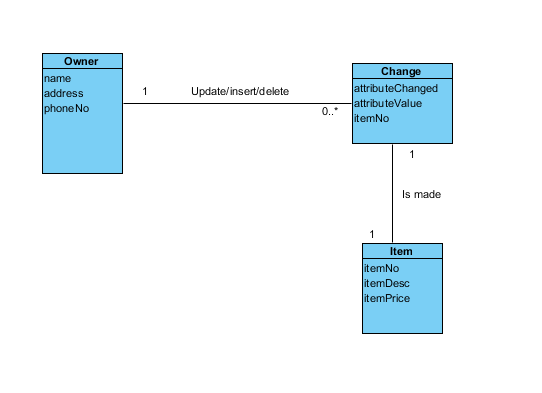 Owner
name
address
phoneNo
1
Update/insert/delete
0..*
Change
attributeChanged
attributeValue
itemNo
1
Is made
1
Item
itemNo
itemDesc
itemPrice